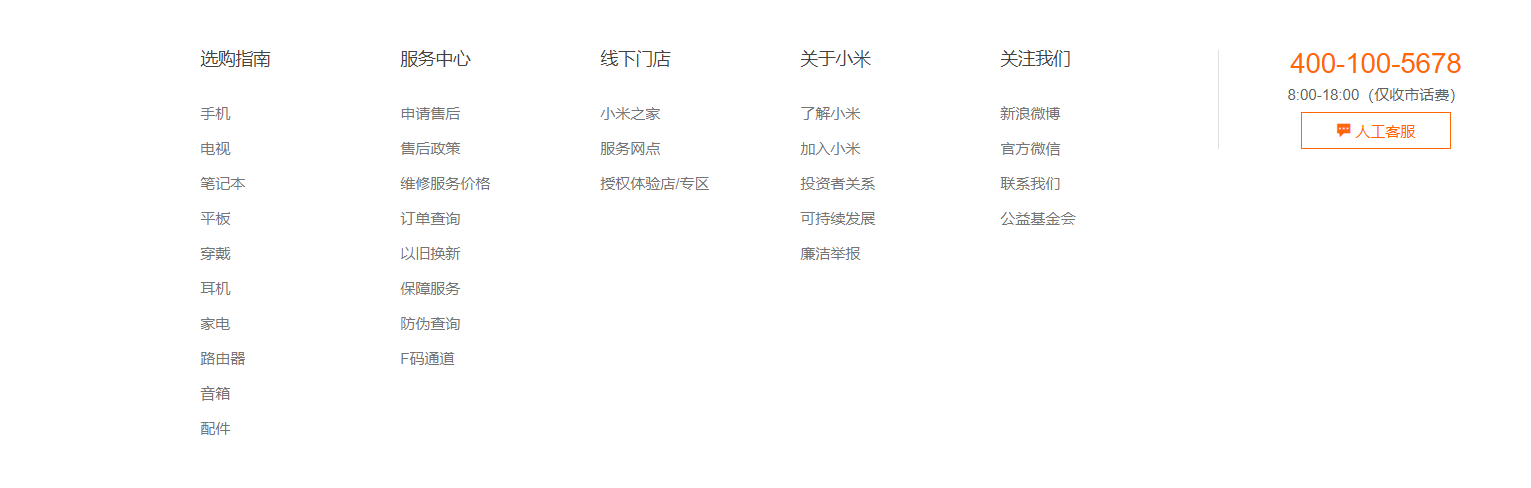 选购指南
手机
电视
笔记本
平板
穿戴
耳机
家电
路由器
音箱
配件
服务中心
申请售后
售后政策
维修服务价格
订单查询
以旧换新
保障服务
防伪查询
F码通道
线下门店
小米之家
服务网点
授权体验店/专区
关于小米
了解小米
加入小米
投资者关系
可持续发展
廉洁举报
关注我们
新浪微博
官方微信
联系我们
公益基金会
400-100-5678
8:00-18:00（仅收市话费）
人工客服